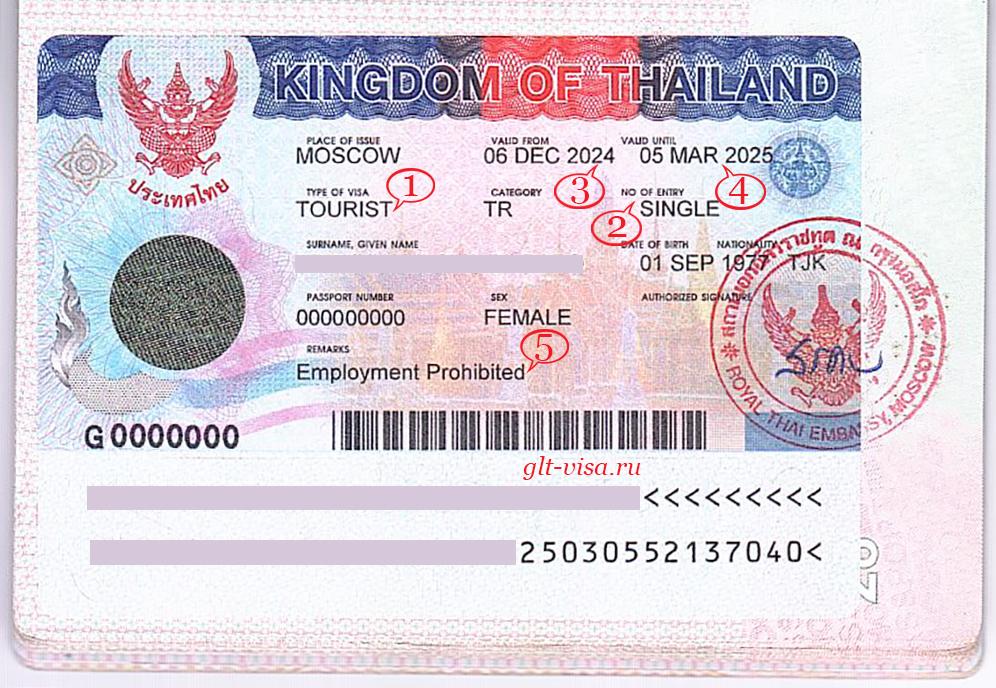 KINGDOM OF THAILAND
ประเทศไทย
PLACE OF ISSUE VALID FROM VALID UNTIL
MOSCOW 06 DEC 2024 05 MAR 2025
TYPE OF VISA 1 CATEGORY 3 NO OF ENTRY 4
TOURIST TR 2 SINGLE
SURNAME, GIVEN NAME DATE OF BIRTH NATIONALITY
01 SEP 1977 TJK
PASSPORT NUMBER SEX AUTHORIZED SIGNATURE
000000000 FEMALE
REMARKS 5
Employment Prohibited
สถานเอกอัครราชทูต ณ กรุงมอสโก
ROYAL THAI EMBASSY, MOSCOW
G0000000
glt-visa.ru
<<<<<<<<<
25030552137040<